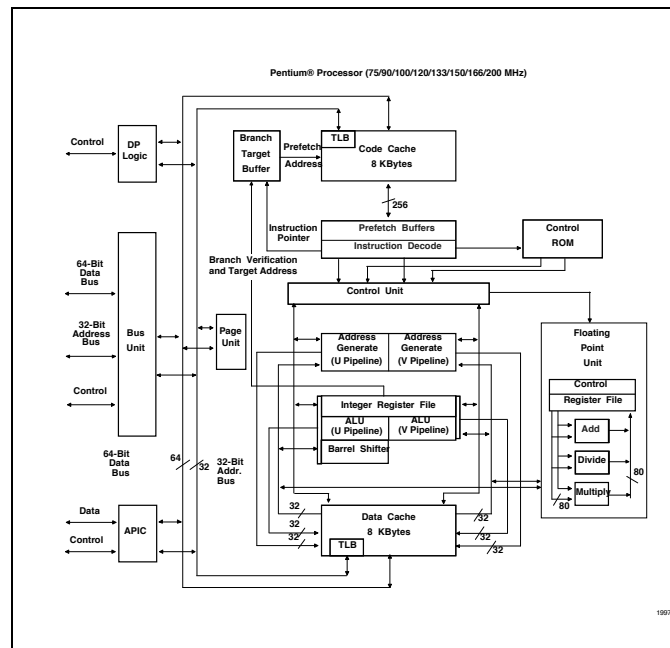 Pentium® Processor (75/90/100/120/133/150/166/200 MHz)
Control
DP
Logic
Branch
Target
Buffer
Prefetch
Address
TLB
Code Cache
8 KBytes
256
Instruction
Pointer
Prefetch Buffers
Instruction Decode
Control
ROM
Branch Verification
and Target Address
Control Unit
64-Bit
Data
Bus
32-Bit
Address
Bus
Control
Bus
Unit
Page
Unit
Address
Generate
(U Pipeline)
Address
Generate
(V Pipeline)
Floating
Point
Unit
Control
Register File
Add
Divide
Multiply
80
80
Integer Register File
ALU
(U Pipeline)
ALU
(V Pipeline)
Barrel Shifter
64-Bit
Data
Bus
64
32
32-Bit
Addr.
Bus
Data
Control
APIC
32
32
32
Data Cache
8 KBytes
TLB
32
32
32
1997